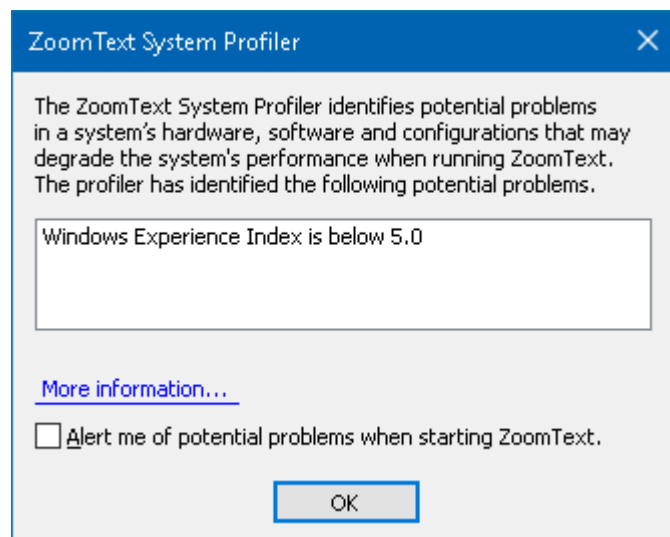 ZoomText System Profiler
The ZoomText System Profiler identifies potential problems
in a system's hardware, software and configurations that may
degrade the system's performance when running ZoomText.
The profiler has identified the following potential problems.
Windows Experience Index is below 5.0
More information...
Alert me of potential problems when starting ZoomText.
OK